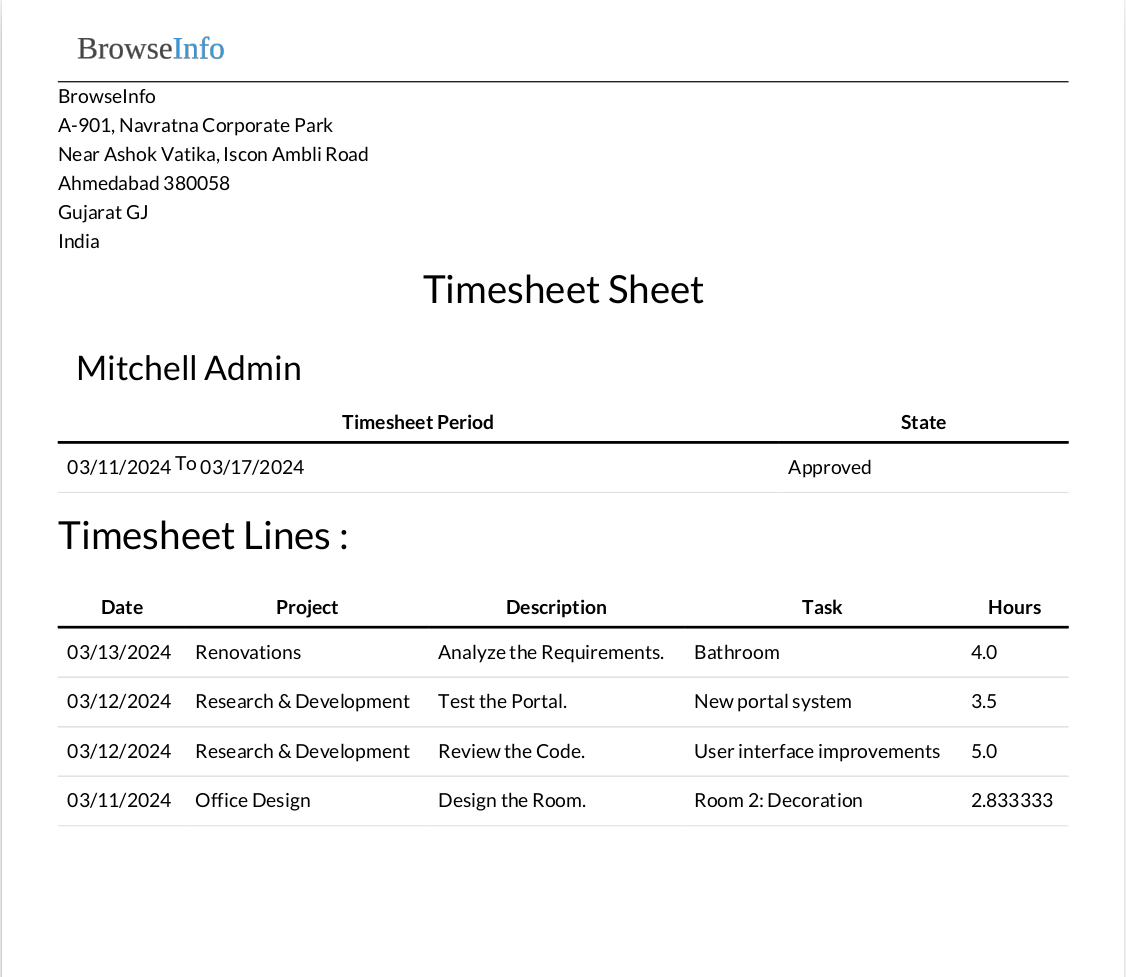 BrowseInfo
BrowseInfo
A-901, Navratna Corporate Park
Near Ashok Vatika, Iscon Ambli Road
Ahmedabad 380058
Gujarat GJ
India
Timesheet Sheet
Mitchell Admin
Timesheet Period State
03/11/2024 To 03/17/2024 Approved
Timesheet Lines :
Date Project Description Task Hours
03/13/2024 Renovations Analyze the Requirements. Bathroom 4.0
03/12/2024 Research & Development Test the Portal. New portal system 3.5
03/12/2024 Research & Development Review the Code. User interface improvements 5.0
03/11/2024 Office Design Design the Room. Room 2: Decoration 2.833333